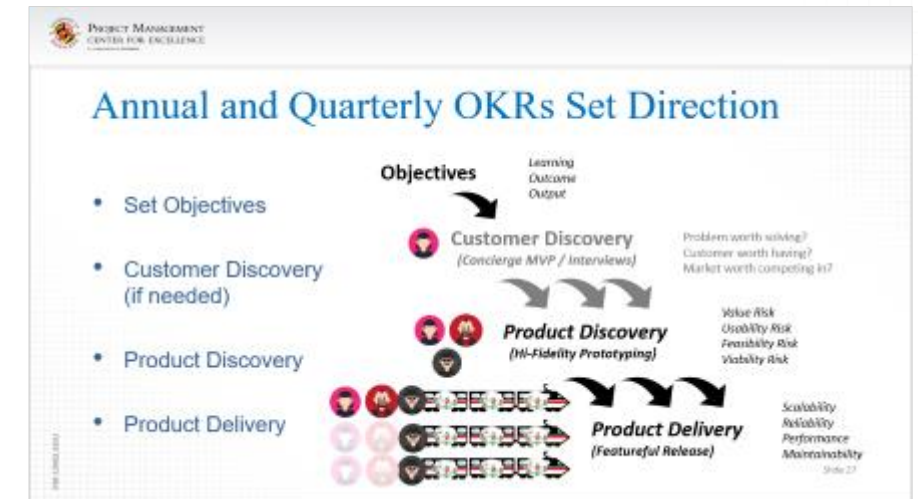 PROJECT MANAGEMENT
CENTER FOR EXCELLENCE
Annual and Quarterly OKRs Set Direction
• Set Objectives
• Customer Discovery
(if needed)
• Product Discovery
• Product Delivery
Objectives
Learning
Outcome
Output
Customer Discovery
(Concierge MVP / Interviews)
Problem worth solving?
Customer worth having?
Market worth competing in?
Product Discovery
(Hi-Fidelity Prototyping)
Value Risk
Usability Risk
Feasibility Risk
Viability Risk
Product Delivery
(Featureful Release)
Scalability
Reliability
Performance
Maintainability
Slide 27